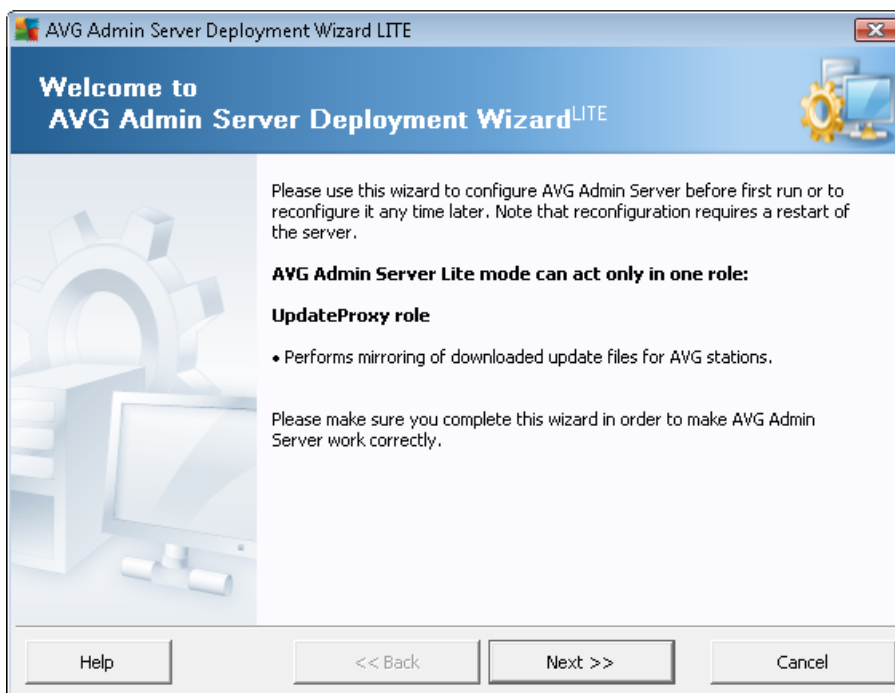 AVG Admin Server Deployment Wizard LITE
Welcome to
AVG Admin Server Deployment Wizard LITE
Please use this wizard to configure AVG Admin Server before first run or to
reconfigure it any time later. Note that reconfiguration requires a restart of
the server.
AVG Admin Server Lite mode can act only in one role:
UpdateProxy role
• Performs mirroring of downloaded update files for AVG stations.
Please make sure you complete this wizard in order to make AVG Admin
Server work correctly.
Help
<< Back
Next >>
Cancel